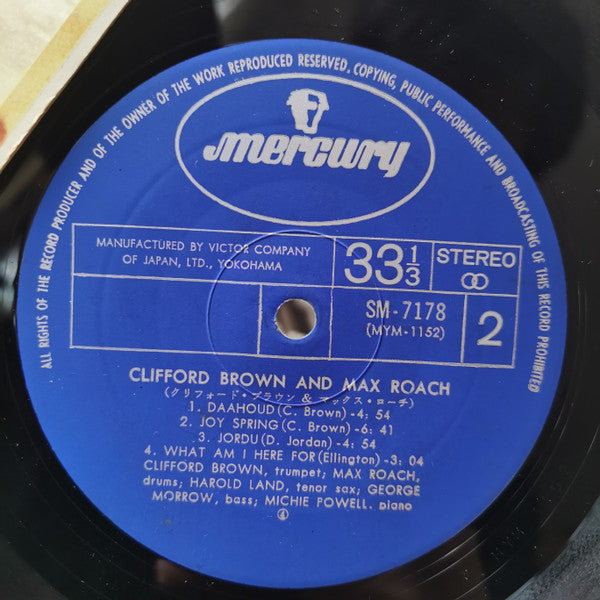 ALL RIGHTS OF THE RECORD PRODUCER AND OF THE OWNER OF THE WORK REPRODUCED RESERVED. COPYING, PUBLIC PERFORMANCE AND BROADCASTING OF THIS RECORD PROHIBITED
mercury
MANUFACTURED BY VICTOR COMPANY
OF JAPAN, LTD., YOKOHAMA
33 1/3
STEREO
SM-7178
(MYM-1152)
2
CLIFFORD BROWN AND MAX ROACH
(クリフォード・ブラウン & マックス・ローチ)
1. DAAHOUD (C. Brown) -4: 54
2. JOY SPRING (C. Brown) -6: 41
3. JORDU (D. Jordan) -4: 54
4. WHAT AM I HERE FOR (Ellington) -3: 04
CLIFFORD BROWN, trumpet; MAX ROACH,
drums; HAROLD LAND, tenor sax; GEORGE
MORROW, bass; MICHIE POWELL. piano
④